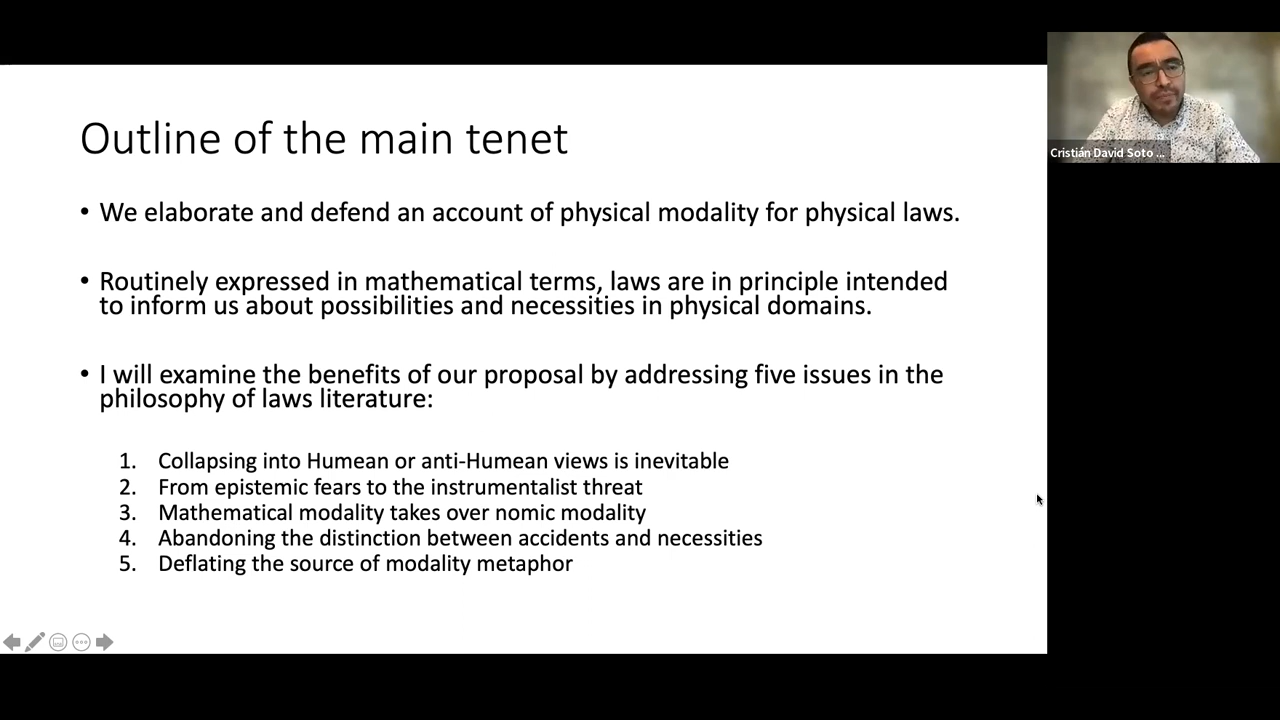 Outline of the main tenet
• We elaborate and defend an account of physical modality for physical laws.
• Routinely expressed in mathematical terms, laws are in principle intended
to inform us about possibilities and necessities in physical domains.
• I will examine the benefits of our proposal by addressing five issues in the
philosophy of laws literature:
1. Collapsing into Humean or anti-Humean views is inevitable
2. From epistemic fears to the instrumentalist threat
3. Mathematical modality takes over nomic modality
4. Abandoning the distinction between accidents and necessities
5. Deflating the source of modality metaphor
Cristián David Soto ...